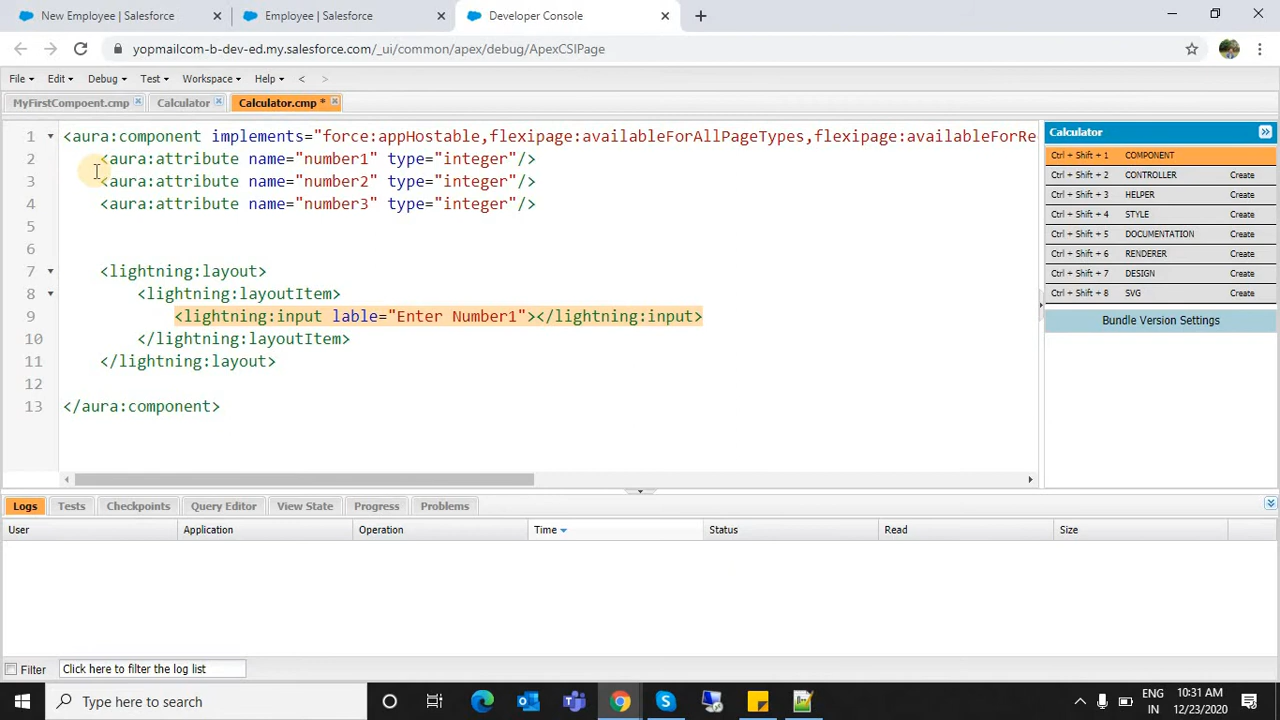 New Employee | Salesforce
Employee | Salesforce
Developer Console
yopmailcom-b-dev-ed.my.salesforce.com/_ui/common/apex/debug/ApexCSIPage
File Edit Debug Test Workspace Help < >
MyFirstCompoent.cmp Calculator Calculator.cmp *
1 <aura:component implements="force:appHostable,flexipage:availableForAllPageTypes,flexipage:availableForRe
2 <aura:attribute name="number1" type="integer"/>
3 <aura:attribute name="number2" type="integer"/>
4 <aura:attribute name="number3" type="integer"/>
5
6
7 <lightning:layout>
8 <lightning:layoutItem>
9 <lightning:input lable="Enter Number1"></lightning:input>
10 </lightning:layoutItem>
11 </lightning:layout>
12
13 </aura:component>
Calculator
Ctrl + Shift + 1 COMPONENT
Ctrl + Shift + 2 CONTROLLER Create
Ctrl + Shift + 3 HELPER Create
Ctrl + Shift + 4 STYLE Create
Ctrl + Shift + 5 DOCUMENTATION Create
Ctrl + Shift + 6 RENDERER Create
Ctrl + Shift + 7 DESIGN Create
Ctrl + Shift + 8 SVG Create
Bundle Version Settings
Logs Tests Checkpoints Query Editor View State Progress Problems
User Application Operation Time Status Read Size
Filter Click here to filter the log list
Type here to search
ENG
IN
10:31 AM
12/23/2020